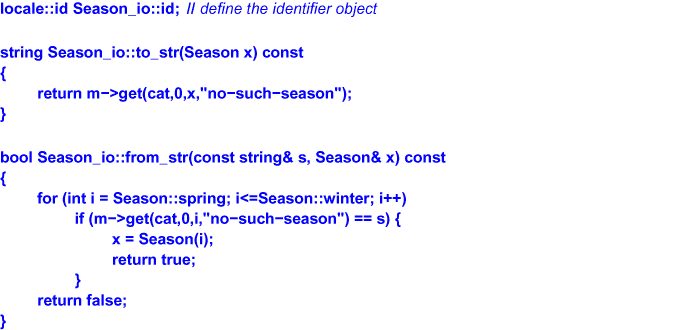 locale::id Season_io::id; // define the identifier object
string Season_io::to_str(Season x) const
{
return m−>get(cat,0,x,"no−such−season");
}
bool Season_io::from_str(const string& s, Season& x) const
{
for (int i = Season::spring; i<=Season::winter; i++)
if (m−>get(cat,0,i,"no−such−season") == s) {
x = Season(i);
return true;
}
return false;
}